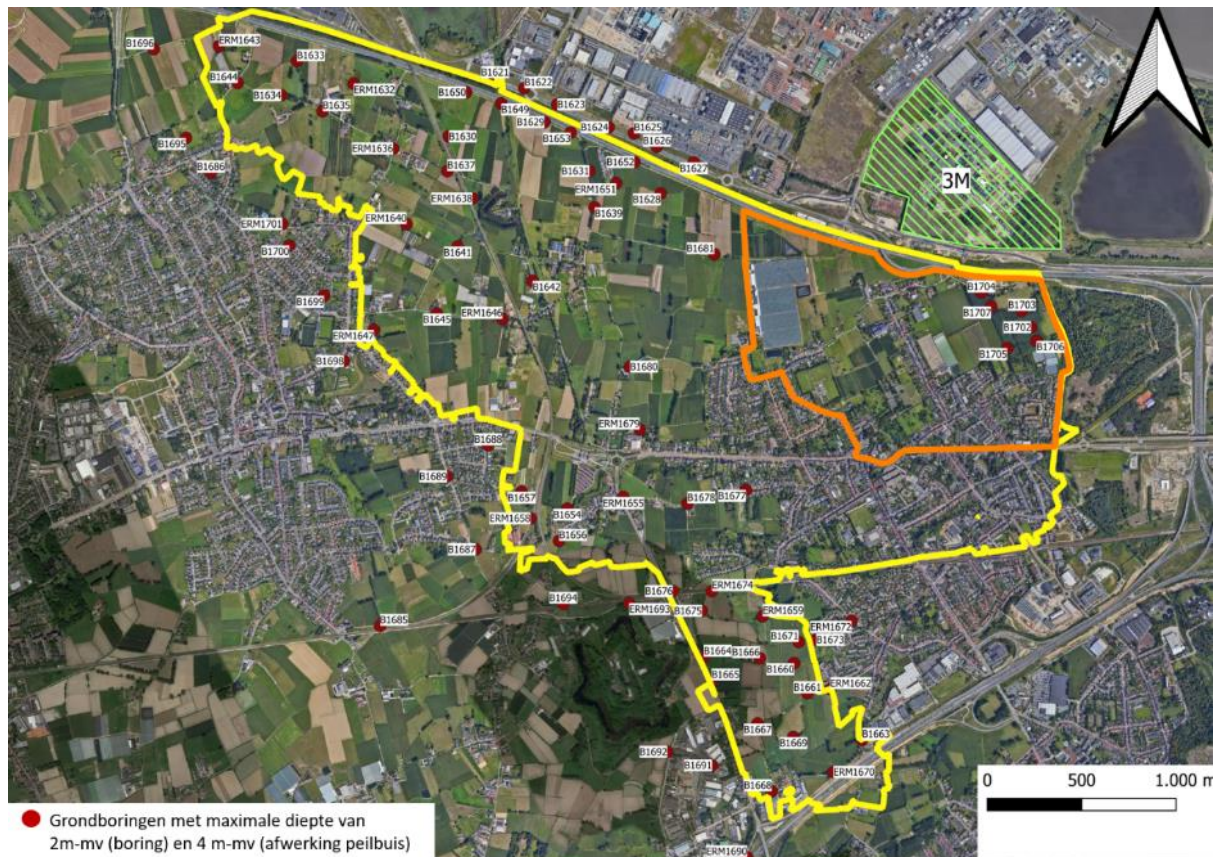 B1696
ERM1643
B1633
B1644
B1634
ERM1632
B1635
B1621
B1622
B1650
B1649
B1623
B1629
B1653
B1624
B1625
B1626
B1630
ERM1636
B1695
B1686
B1637
B1631
B1652
B1627
ERM1651
B1628
ERM1638
B1639
3M
ERM1701
ERM1640
B1700
B1641
B1681
B1642
B1704
B1703
B1707
B1702
B1706
B1705
B1699
B1645
ERM1646
ERM1647
B1698
B1680
ERM1679
B1688
B1689
B1657
B1654
ERM1655
B1678
B1677
ERM1658
B1656
B1687
B1676
ERM1674
B1694
ERM1693
B1675
ERM1659
B1685
ERM1672
B1671
B1673
B1664
B1666
B1660
B1665
B1661
ERM1662
B1667
B1669
B1663
B1692
B1691
B1668
ERM1670
B1690
0 500 1.000 m
Grondboringen met maximale diepte van
2m-mv (boring) en 4 m-mv (afwerking peilbuis)